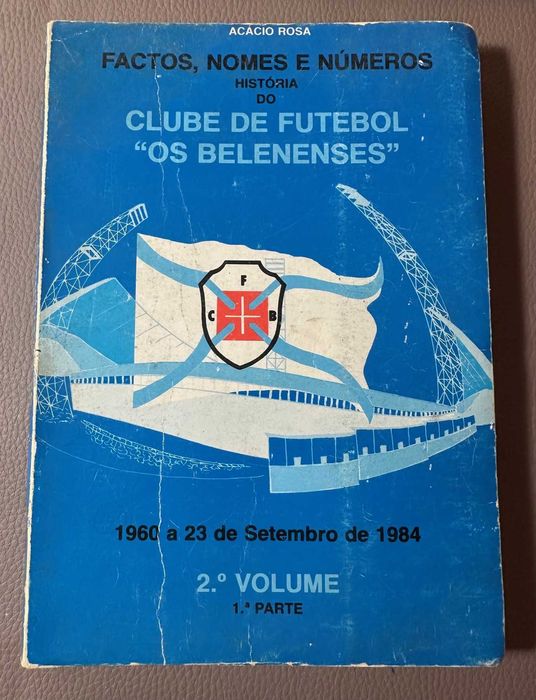 ACÁCIO ROSA
FACTOS, NOMES E NÚMEROS
HISTÓRIA
DO
CLUBE DE FUTEBOL
“OS BELENENSES”
F
C B
1960 a 23 de Setembro de 1984
2.º VOLUME
1.ª PARTE